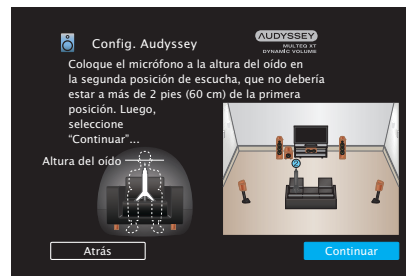 Config. Audyssey
AUDYSSEY
MULTEQ XT
DYNAMIC VOLUME
Coloque el micrófono a la altura del oído en
la segunda posición de escucha, que no debería
estar a más de 2 pies (60 cm) de la primera
posición. Luego,
seleccione
"Continuar"...
Altura del oído
Atrás
Continuar